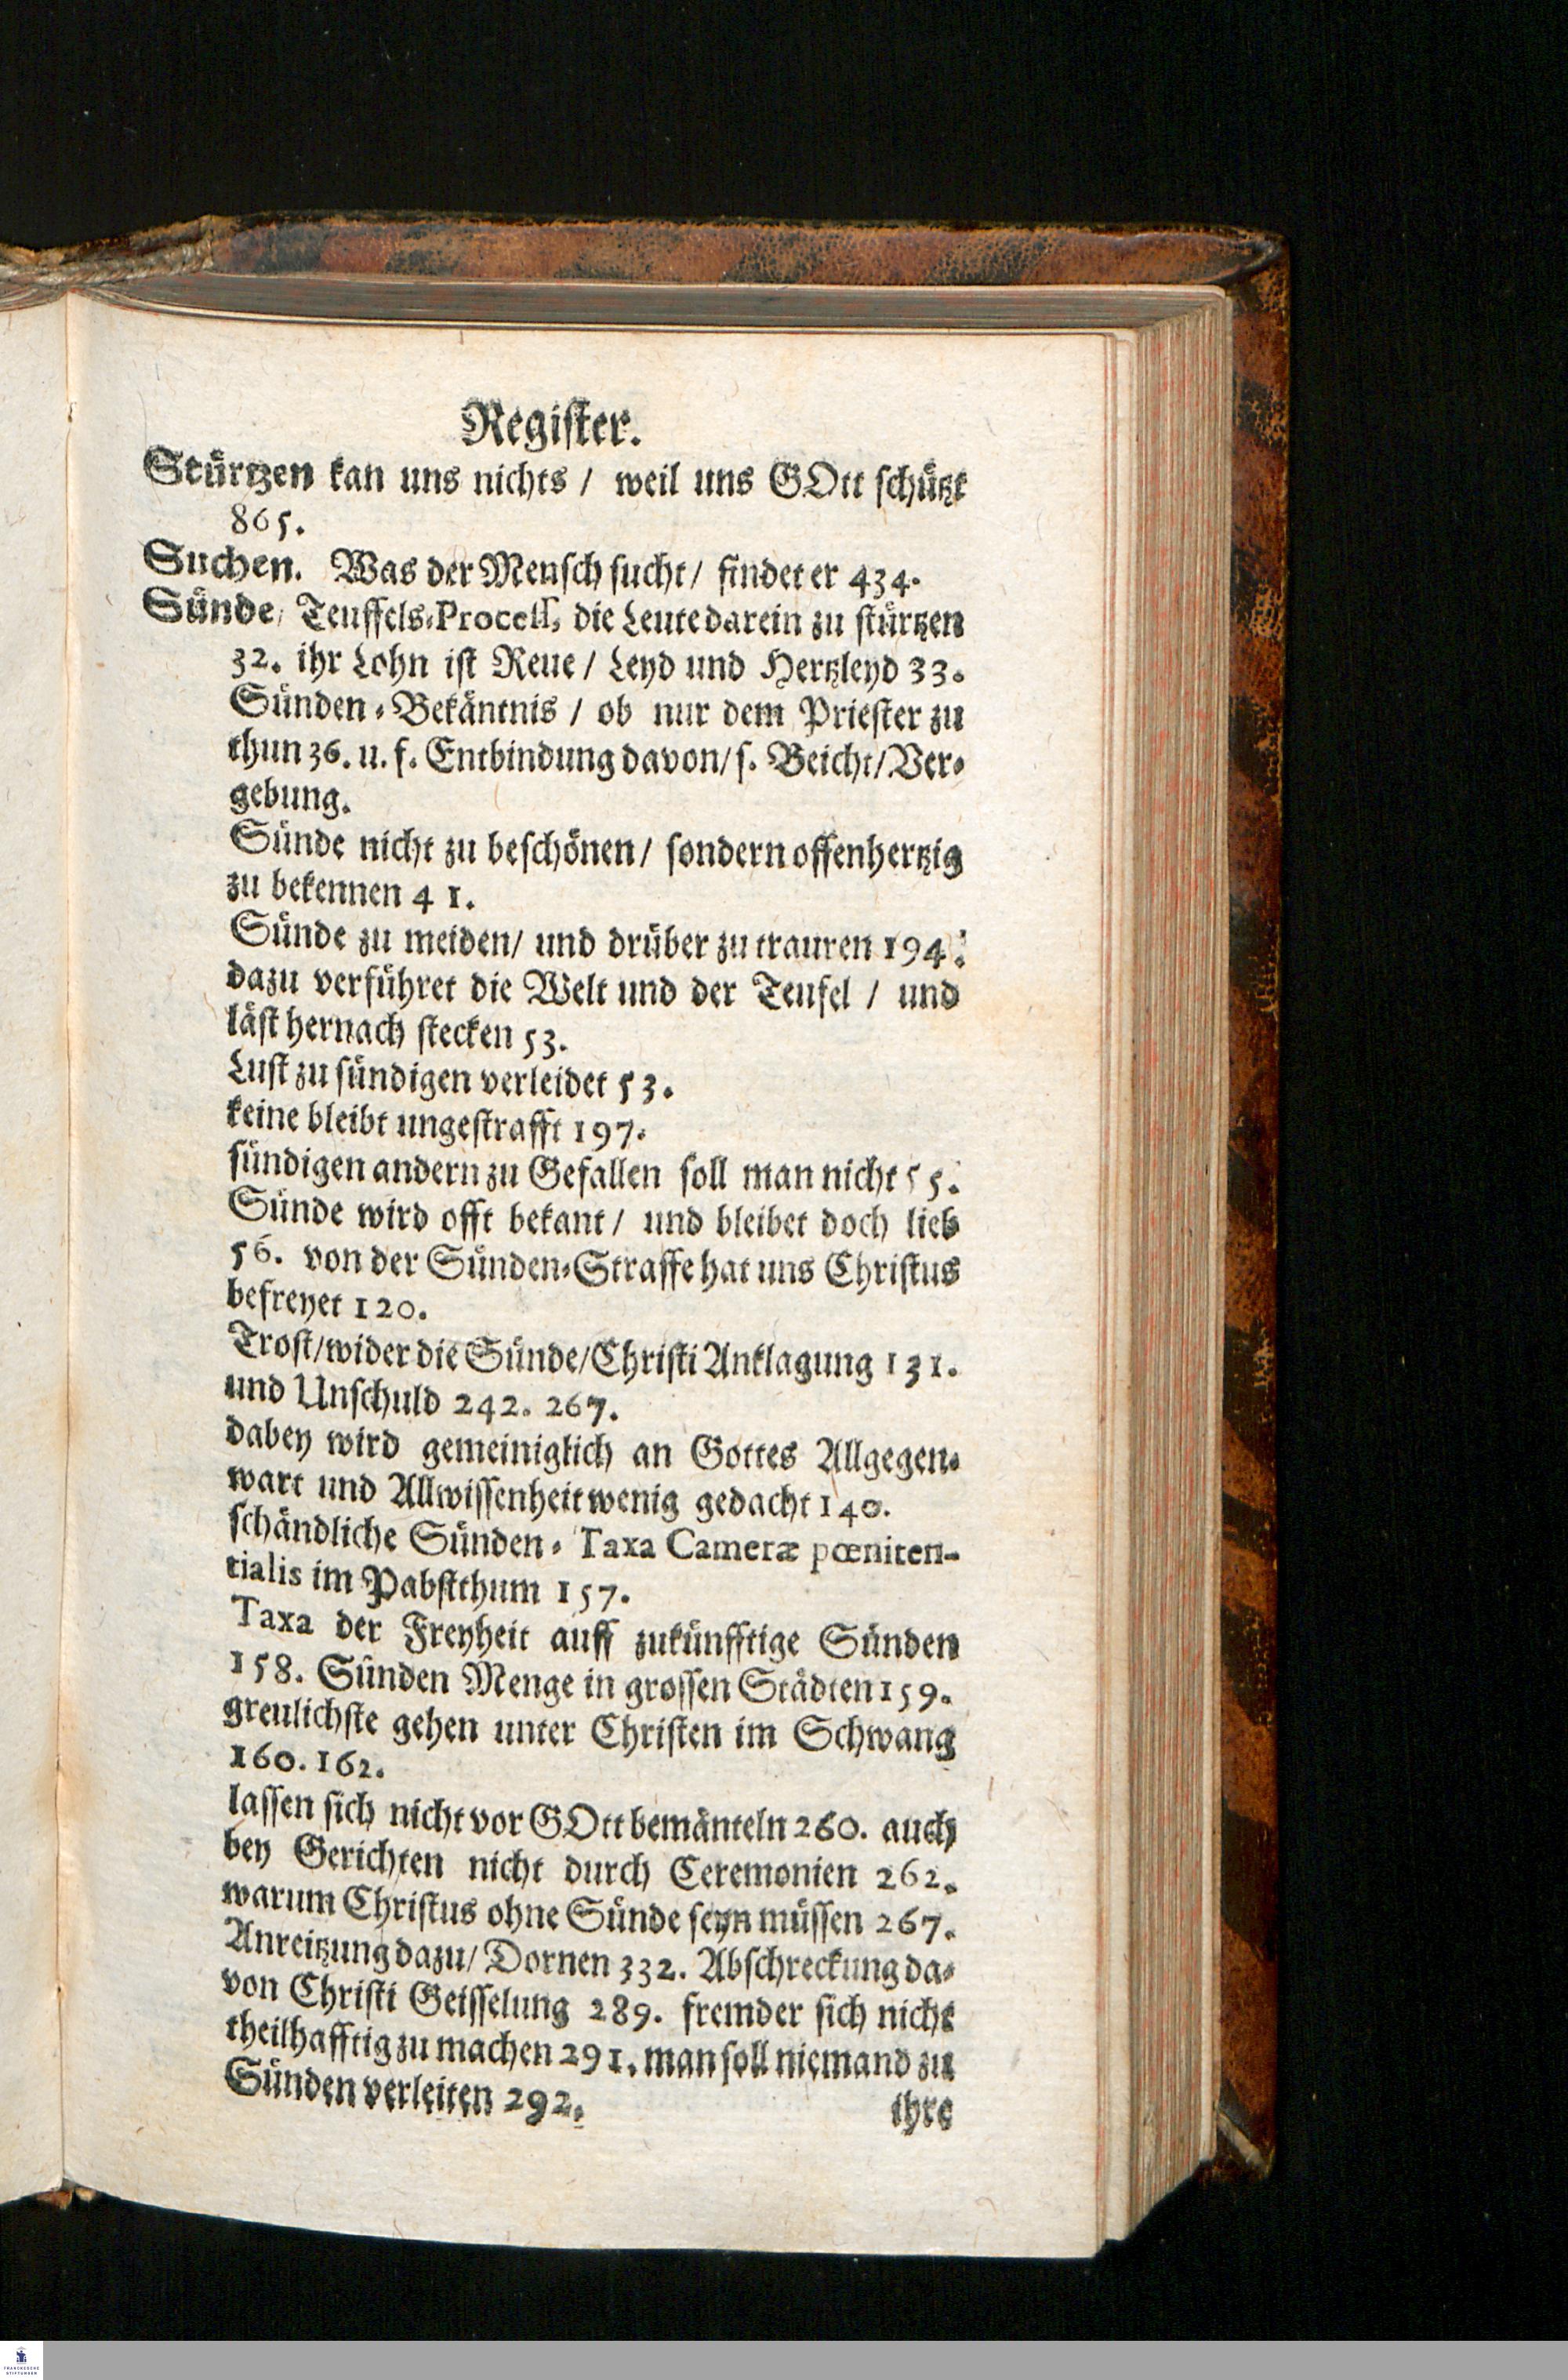 Register.
Stürtzen kan uns nichts / weil uns GOtt schützt
865.
Suchen. Was der Mensch sucht / findet er 434.
Sünde, Teuffels-Process, die Leute darein zu stürtzen
32. ihr Lohn ist Reue / Leyd und Hertzleyd 33.
Sünden-Bekäntnis / ob nur dem Priester zu
thun 36. u. f. Entbindung davon / s. Beicht / Ver-
gebung.
Sünde nicht zu beschönen / sondern offenhertzig
zu bekennen 41.
Sünde zu meiden / und drüber zu trauren 194.
dazu verführet die Welt und der Teufel / und
läst hernach stecken 53.
Lust zu sündigen verleidet 53.
keine bleibt ungestrafft 197.
sündigen andern zu Gefallen soll man nicht 55.
Sünde wird offt bekant / und bleibet doch lieb
56. von der Sünden-Straffe hat uns Christus
befreyet 120.
Trost / wider die Sünde / Christi Anklagung 131.
und Unschuld 242. 267.
dabey wird gemeiniglich an Gottes Allgegen-
wart und Allwissenheit wenig gedacht 140.
schändliche Sünden-Taxa Cameræ pœniten-
tialis im Pabstthum 157.
Taxa der Freyheit auff zukünfftige Sünden
158. Sünden Menge in grossen Städten 159.
greulichste gehen unter Christen im Schwang
160. 162.
lassen sich nicht vor GOtt bemänteln 260. auch
bey Gerichten nicht durch Ceremonien 262.
warum Christus ohne Sünde seyn müssen 267.
Anreitzung dazu / Dornen 332. Abschreckung da-
von Christi Geisselung 289. fremder sich nicht
theilhafftig zu machen 291. man soll niemand zu
Sünden verleiten 292.
ihre
FRANCKESCHE
STIFTUNGEN